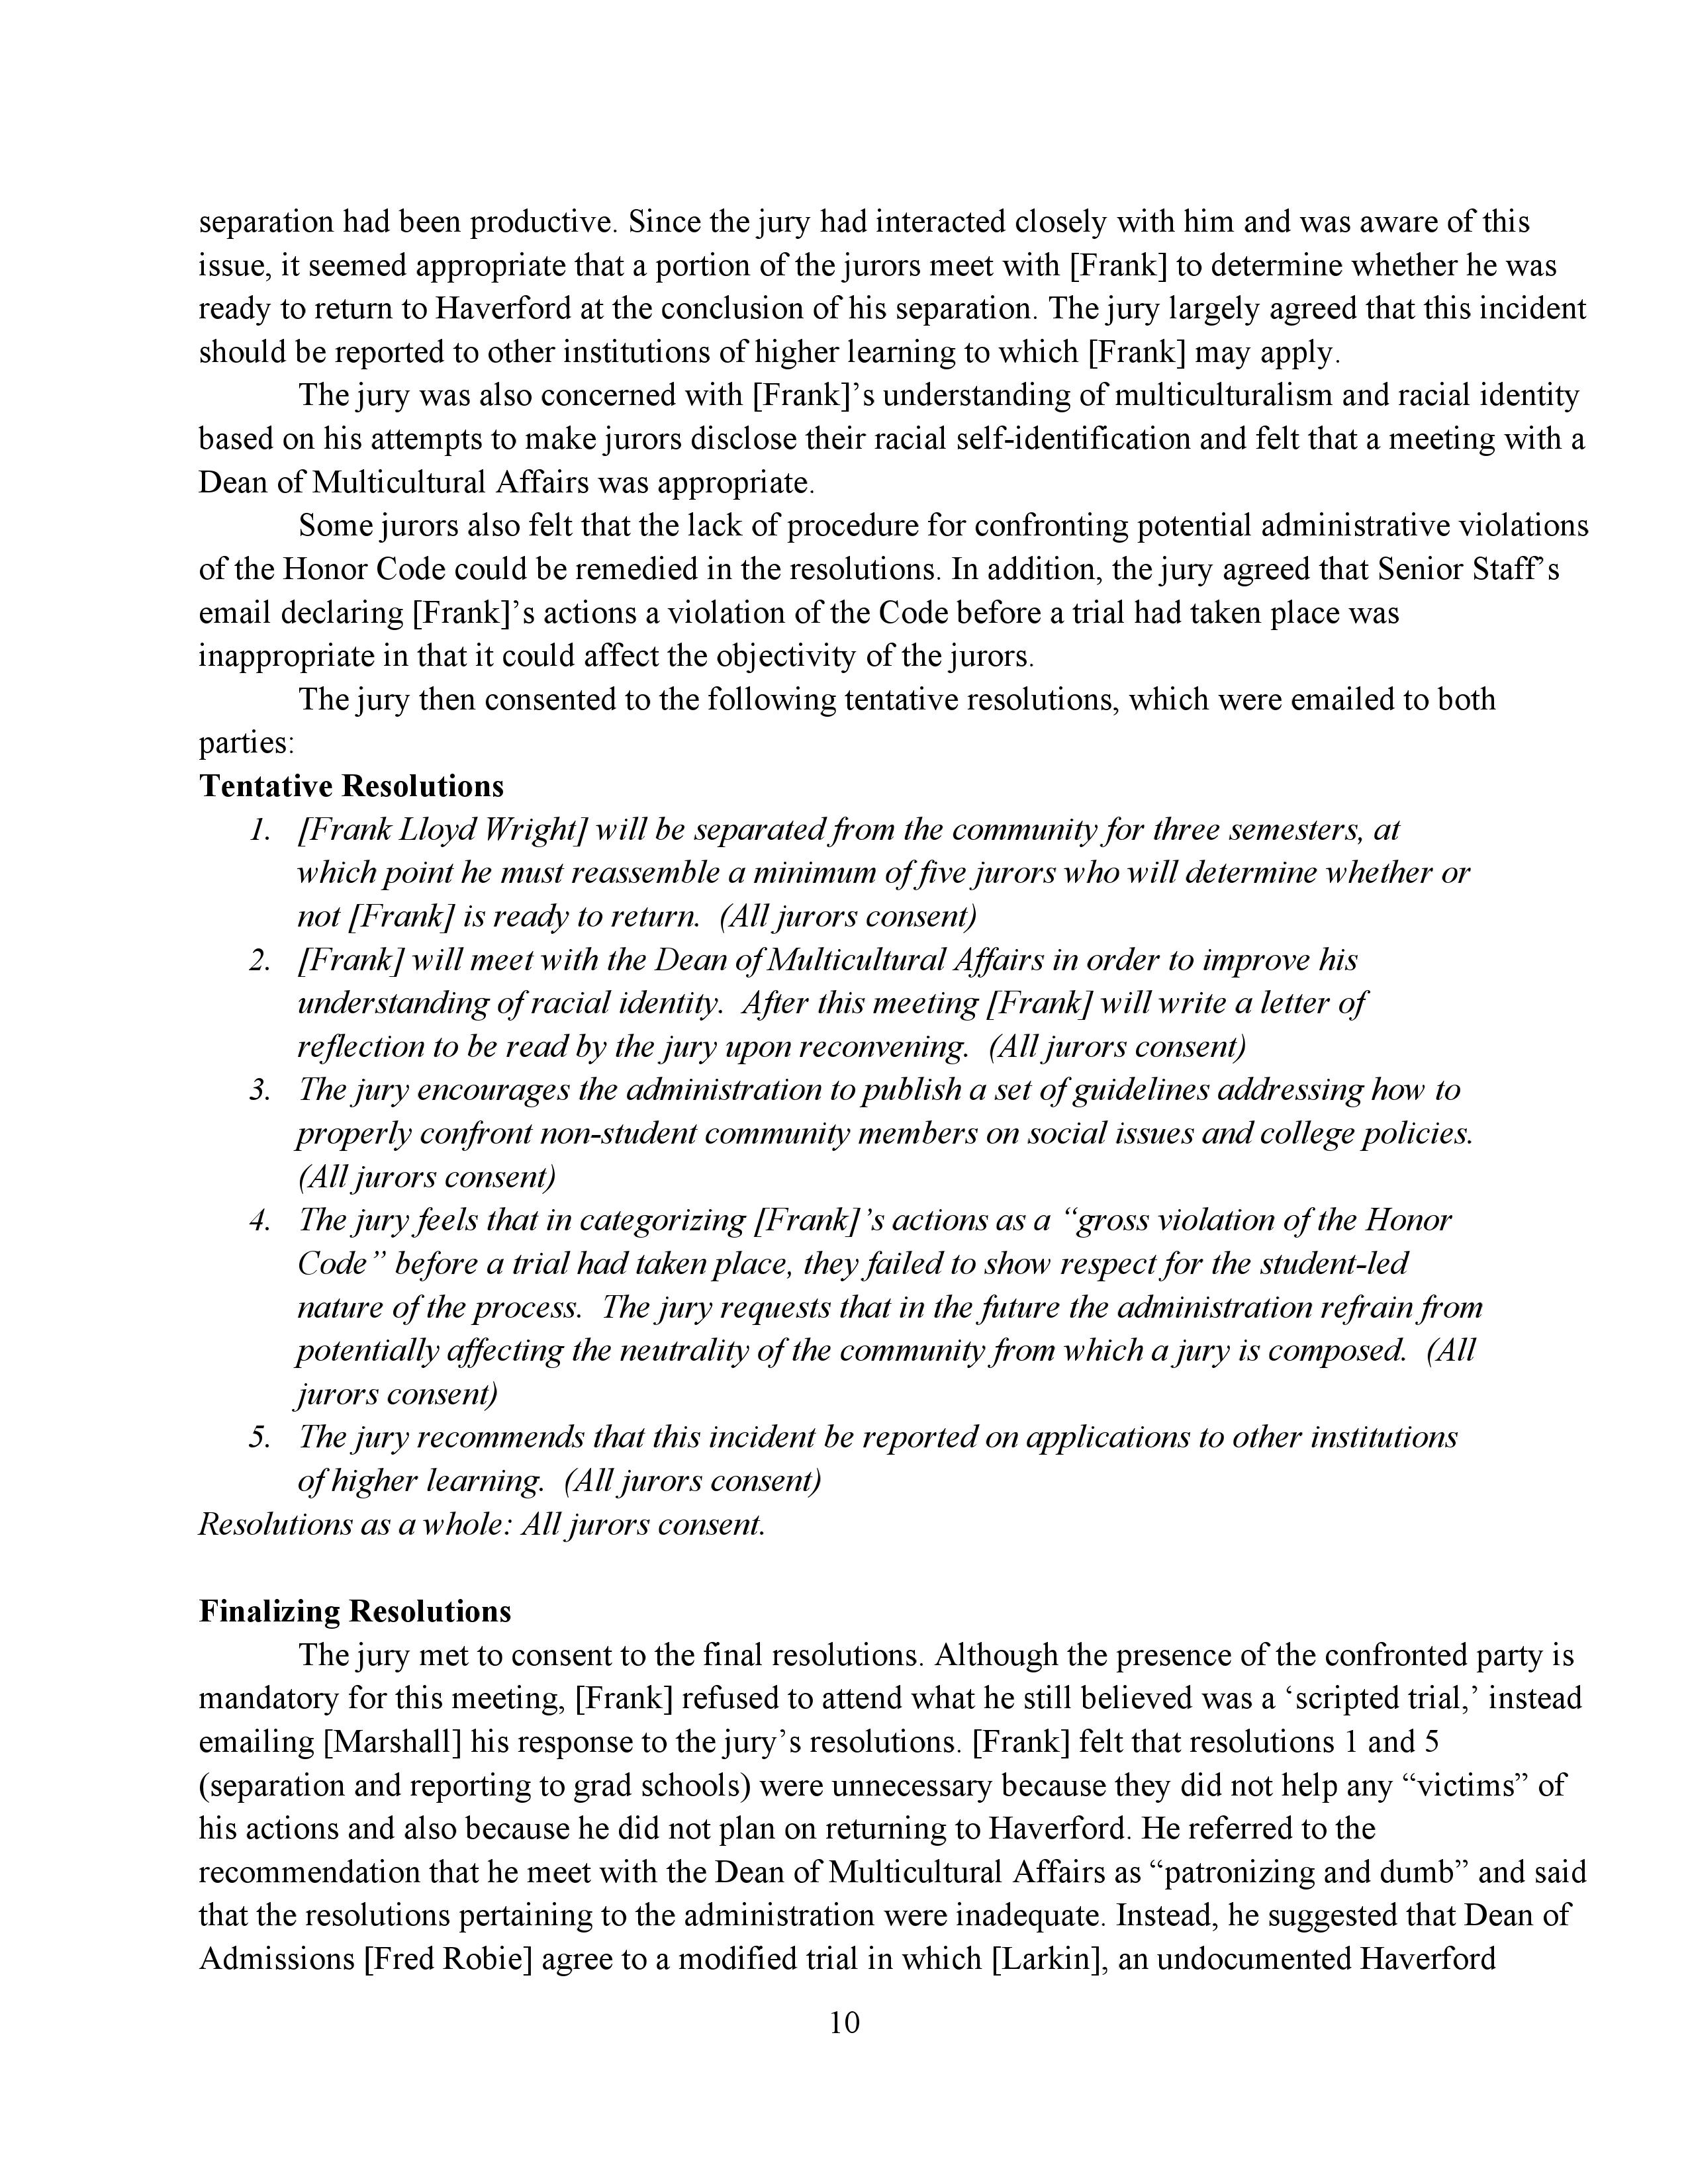 separation had been productive. Since the jury had interacted closely with him and was aware of this
issue, it seemed appropriate that a portion of the jurors meet with [Frank] to determine whether he was
ready to return to Haverford at the conclusion of his separation. The jury largely agreed that this incident
should be reported to other institutions of higher learning to which [Frank] may apply.
The jury was also concerned with [Frank]’s understanding of multiculturalism and racial identity
based on his attempts to make jurors disclose their racial self-identification and felt that a meeting with a
Dean of Multicultural Affairs was appropriate.
Some jurors also felt that the lack of procedure for confronting potential administrative violations
of the Honor Code could be remedied in the resolutions. In addition, the jury agreed that Senior Staff’s
email declaring [Frank]’s actions a violation of the Code before a trial had taken place was
inappropriate in that it could affect the objectivity of the jurors.
The jury then consented to the following tentative resolutions, which were emailed to both
parties:
Tentative Resolutions
1. [Frank Lloyd Wright] will be separated from the community for three semesters, at
which point he must reassemble a minimum of five jurors who will determine whether or
not [Frank] is ready to return. (All jurors consent)
2. [Frank] will meet with the Dean of Multicultural Affairs in order to improve his
understanding of racial identity. After this meeting [Frank] will write a letter of
reflection to be read by the jury upon reconvening. (All jurors consent)
3. The jury encourages the administration to publish a set of guidelines addressing how to
properly confront non-student community members on social issues and college policies.
(All jurors consent)
4. The jury feels that in categorizing [Frank]’s actions as a “gross violation of the Honor
Code” before a trial had taken place, they failed to show respect for the student-led
nature of the process. The jury requests that in the future the administration refrain from
potentially affecting the neutrality of the community from which a jury is composed. (All
jurors consent)
5. The jury recommends that this incident be reported on applications to other institutions
of higher learning. (All jurors consent)
Resolutions as a whole: All jurors consent.
Finalizing Resolutions
The jury met to consent to the final resolutions. Although the presence of the confronted party is
mandatory for this meeting, [Frank] refused to attend what he still believed was a ‘scripted trial,’ instead
emailing [Marshall] his response to the jury’s resolutions. [Frank] felt that resolutions 1 and 5
(separation and reporting to grad schools) were unnecessary because they did not help any “victims” of
his actions and also because he did not plan on returning to Haverford. He referred to the
recommendation that he meet with the Dean of Multicultural Affairs as “patronizing and dumb” and said
that the resolutions pertaining to the administration were inadequate. Instead, he suggested that Dean of
Admissions [Fred Robie] agree to a modified trial in which [Larkin], an undocumented Haverford
10